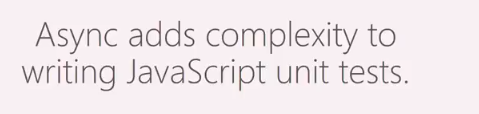 Async adds complexity to
writing JavaScript unit tests.